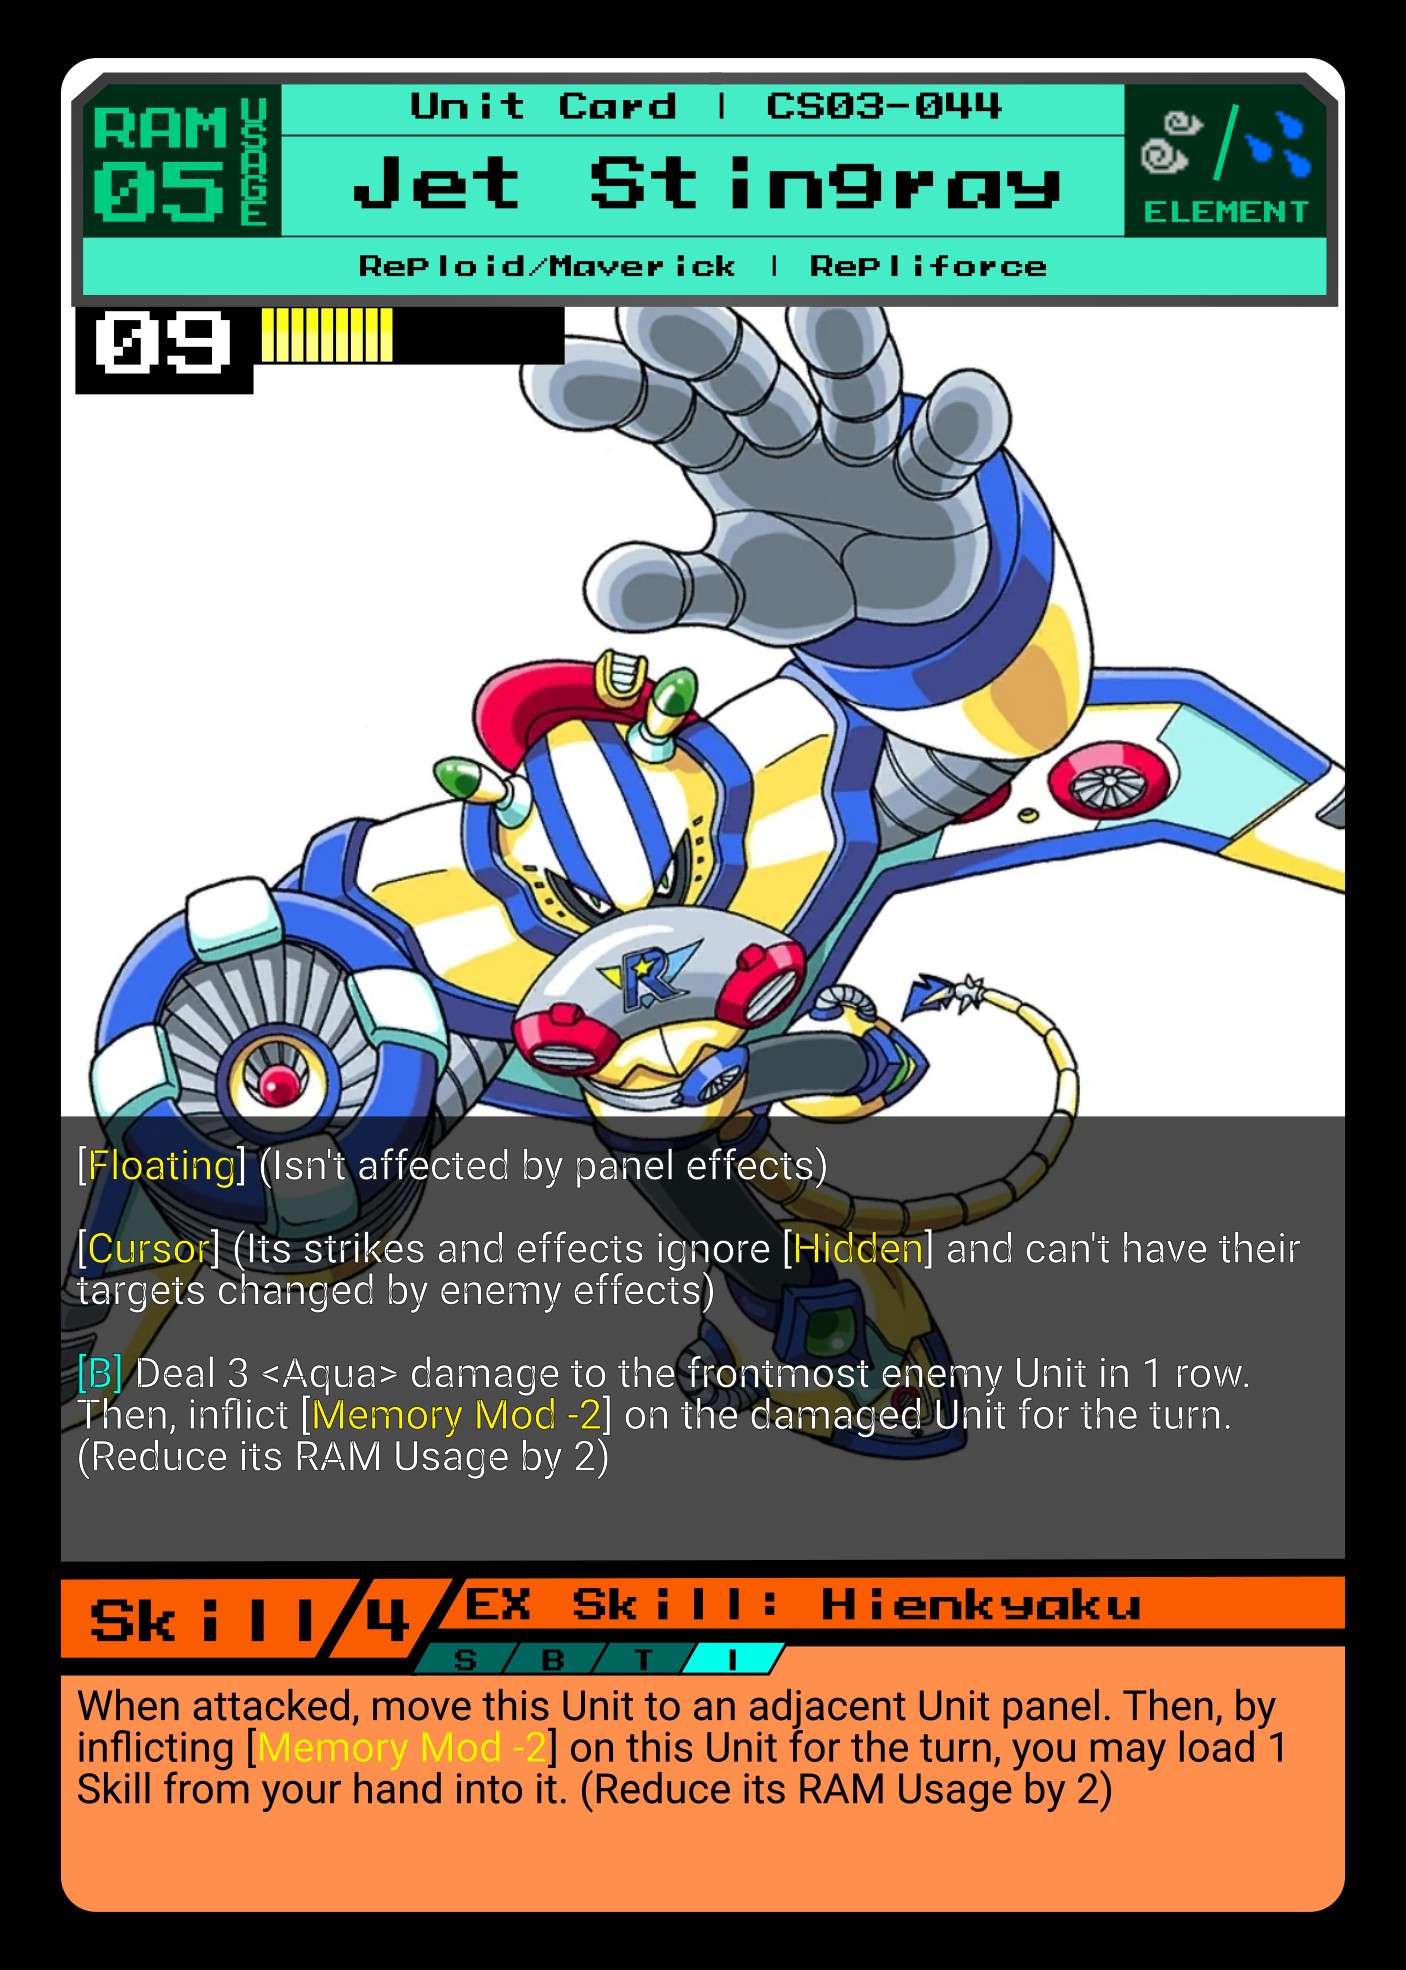 RAM
05
USAGE
Unit Card | CS03-044
Jet Stingray
ELEMENT
Reploid/Maverick | Repliforce
09
R
[Floating] (Isn't affected by panel effects)
[Cursor] (Its strikes and effects ignore [Hidden] and can't have their
targets changed by enemy effects)
[B] Deal 3 <Aqua> damage to the frontmost enemy Unit in 1 row.
Then, inflict [Memory Mod -2] on the damaged Unit for the turn.
(Reduce its RAM Usage by 2)
Skill/4
EX Skill: Hienkyaku
S / B / T / I
When attacked, move this Unit to an adjacent Unit panel. Then, by
inflicting [Memory Mod -2] on this Unit for the turn, you may load 1
Skill from your hand into it. (Reduce its RAM Usage by 2)